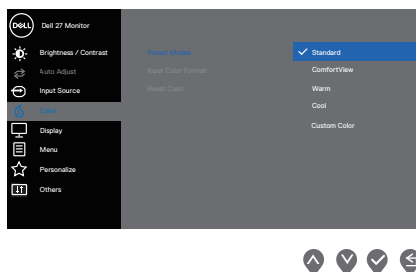 DELL
Dell 27 Monitor
Brightness / Contrast
Auto Adjust
Input Source
Color
Display
Menu
Personalize
Others
Preset Modes
Input Color Format
Reset Color
Standard
ComfortView
Warm
Cool
Custom Color